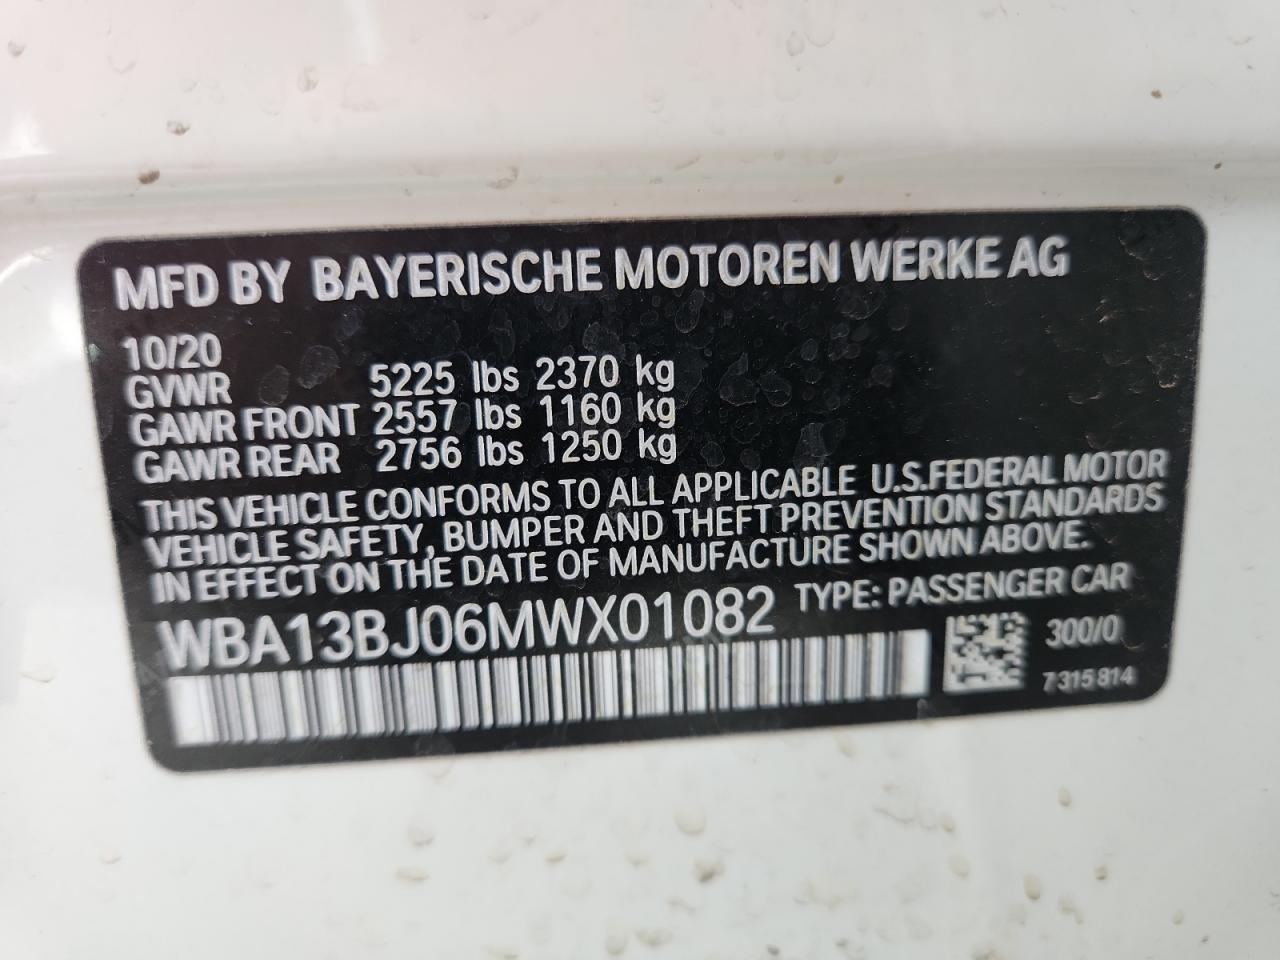 MFD BY BAYERISCHE MOTOREN WERKE AG
10/20
GVWR 5225 lbs 2370 kg
GAWR FRONT 2557 lbs 1160 kg
GAWR REAR 2756 lbs 1250 kg
THIS VEHICLE CONFORMS TO ALL APPLICABLE U.S.FEDERAL MOTOR
VEHICLE SAFETY, BUMPER AND THEFT PREVENTION STANDARDS
IN EFFECT ON THE DATE OF MANUFACTURE SHOWN ABOVE.
WBA13BJ06MWX01082 TYPE: PASSENGER CAR
300/0
7315814